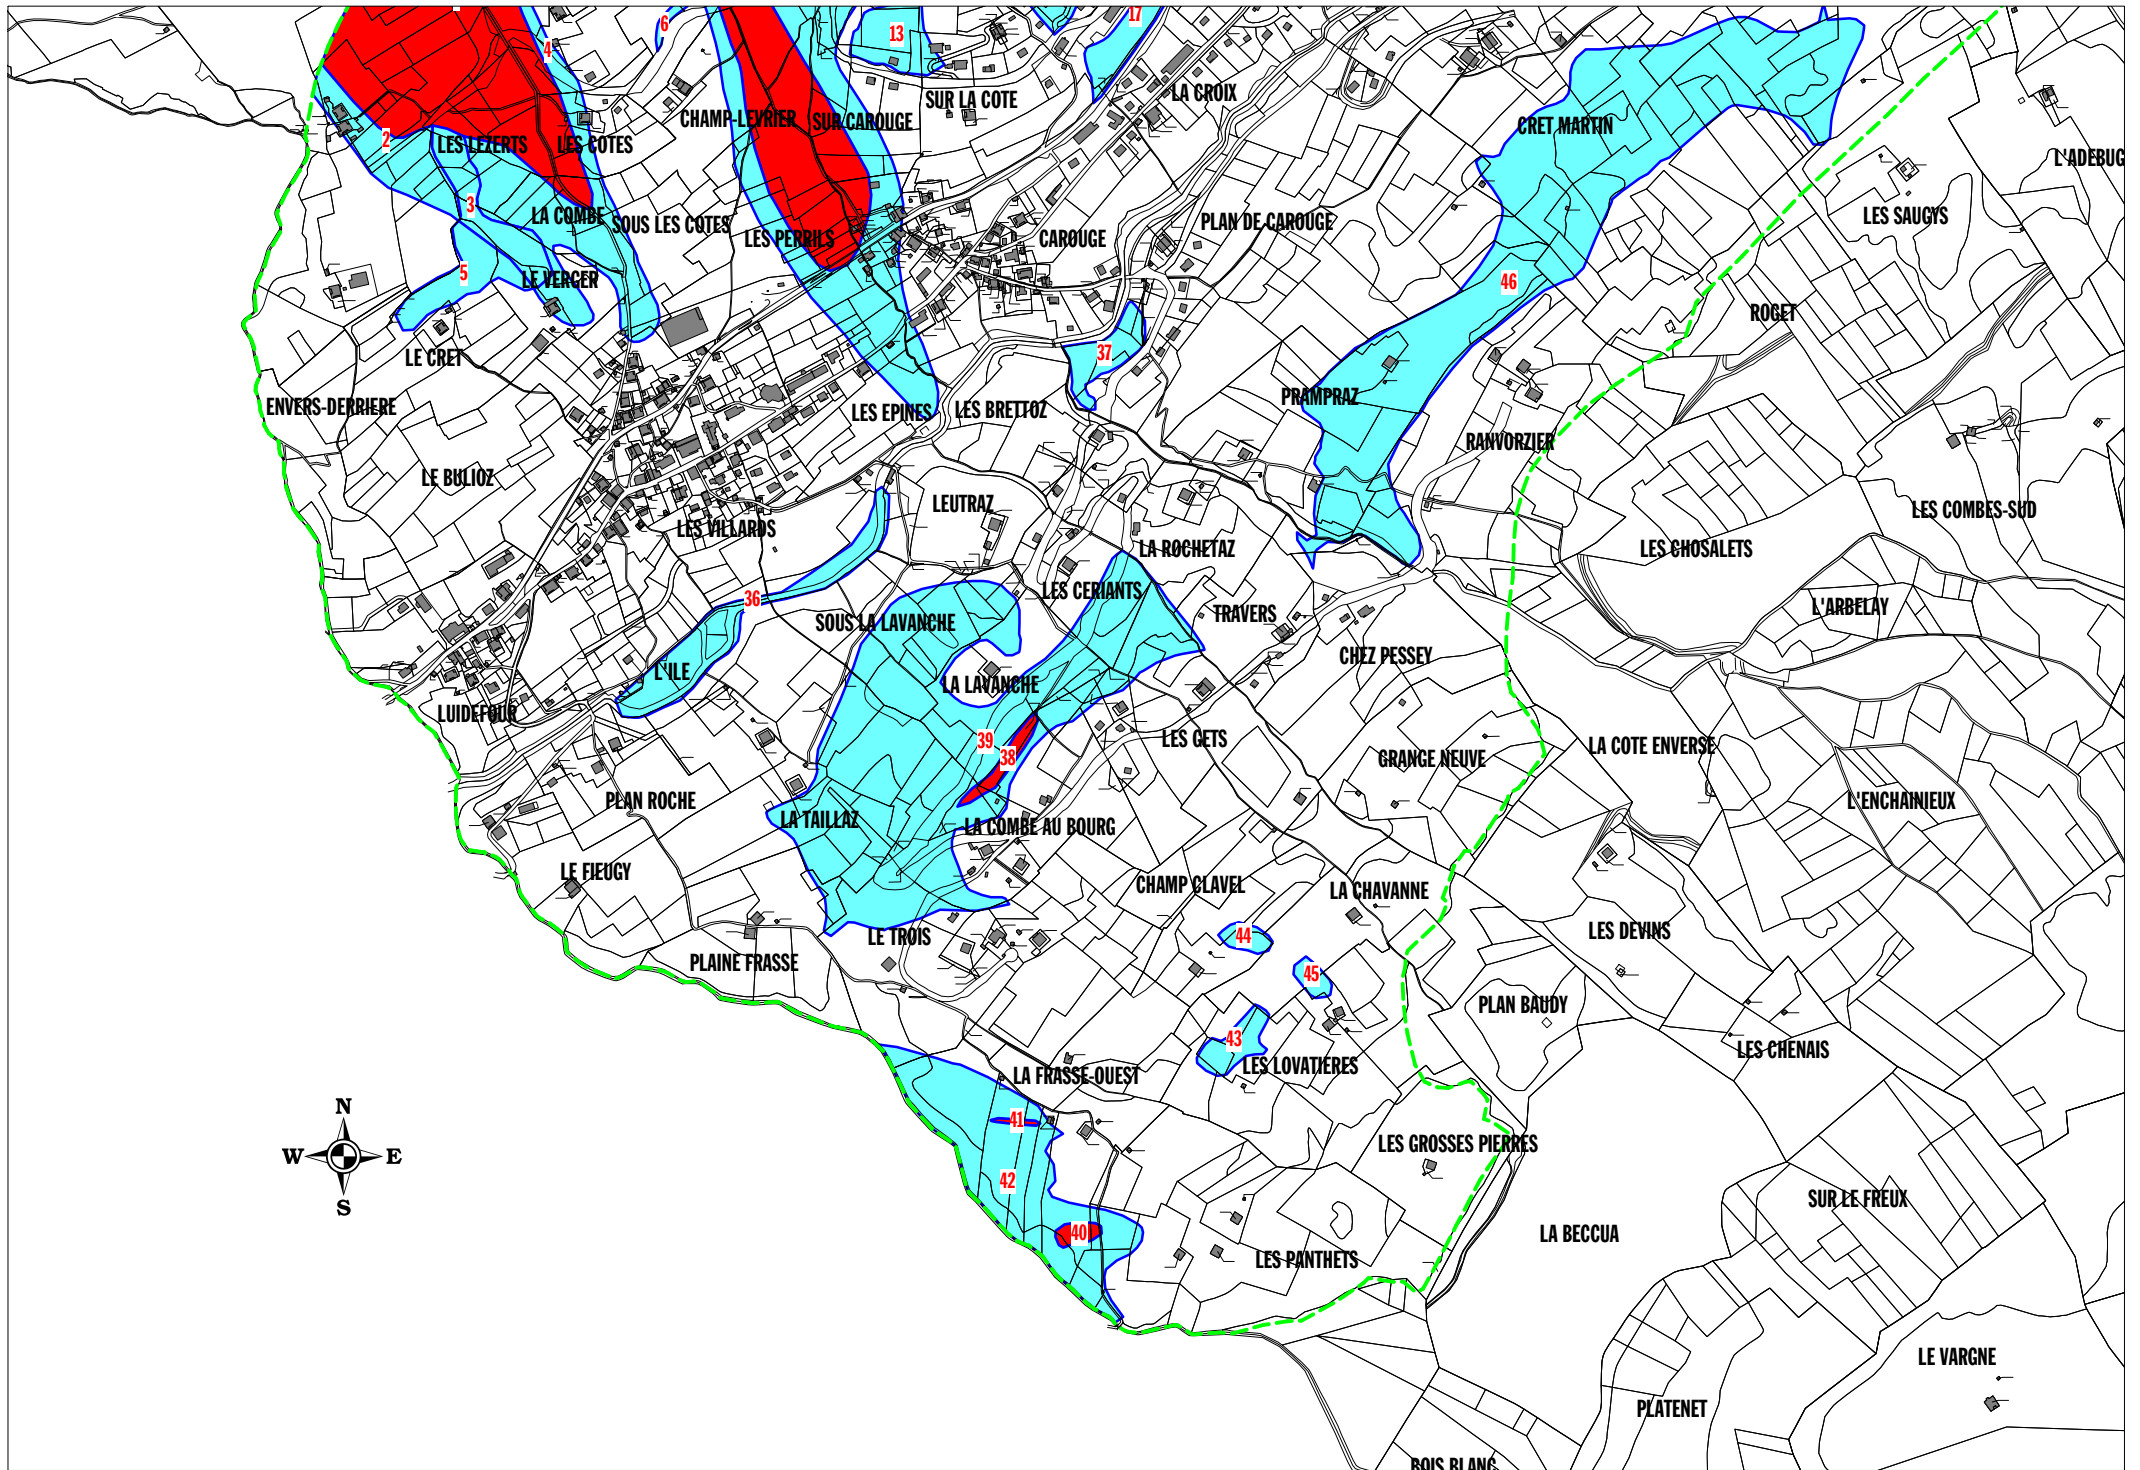 6
13
17
4
LA CROIX
SUR LA COTE
CHAMP-LEVRIER
SUR CAROUGE
CRET MARTIN
2
LES LEZERTS
LES COTES
L'ADEBUG
3
LA COMBE
SOUS LES COTES
LES PERRILS
CAROUGE
PLAN DE CAROUGE
LES SAUGYS
5
LE VERGER
46
ROCET
LE CRET
37
ENVERS-DERRIERE
LES EPINES
LES BRETTOZ
PRAMPRAZ
RANVORZIER
LE BULIOZ
LES VILLARDS
LEUTRAZ
LES COMBES-SUD
LA ROCHETAZ
LES CHOSALETS
36
LES CERIANTS
SOUS LA LAVANCHE
TRAVERS
L'ARBELAY
L'ILE
CHEZ PESSEY
LA LAVANCHE
LUIDEFOUR
39
38
LES GETS
GRANGE NEUVE
LA COTE ENVERSE
PLAN ROCHE
LA TAILLAZ
LA COMBE AU BOURG
L'ENCHAINIEUX
LE FIEUGY
CHAMP CLAVEL
LA CHAVANNE
LE TROIS
44
LES DEVINS
PLAINE FRASSE
45
PLAN BAUDY
43
LES LOVATIERES
LES CHENAIS
LA FRASSE-OUEST
41
N
W
E
S
LES GROSSES PIERRES
42
SUR LE FREUX
40
LES PANTHETS
LA BECCUA
LE VARGNE
PLATENET
BOIS BLANC